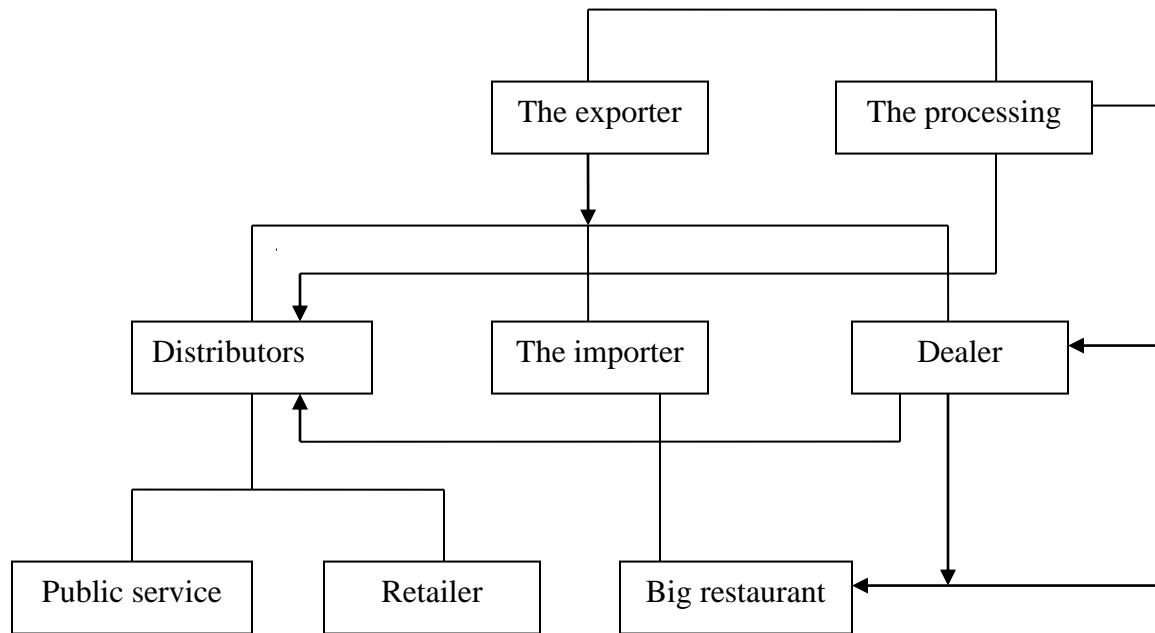 The exporter
The processing
Distributors
The importer
Dealer
Public service
Retailer
Big restaurant